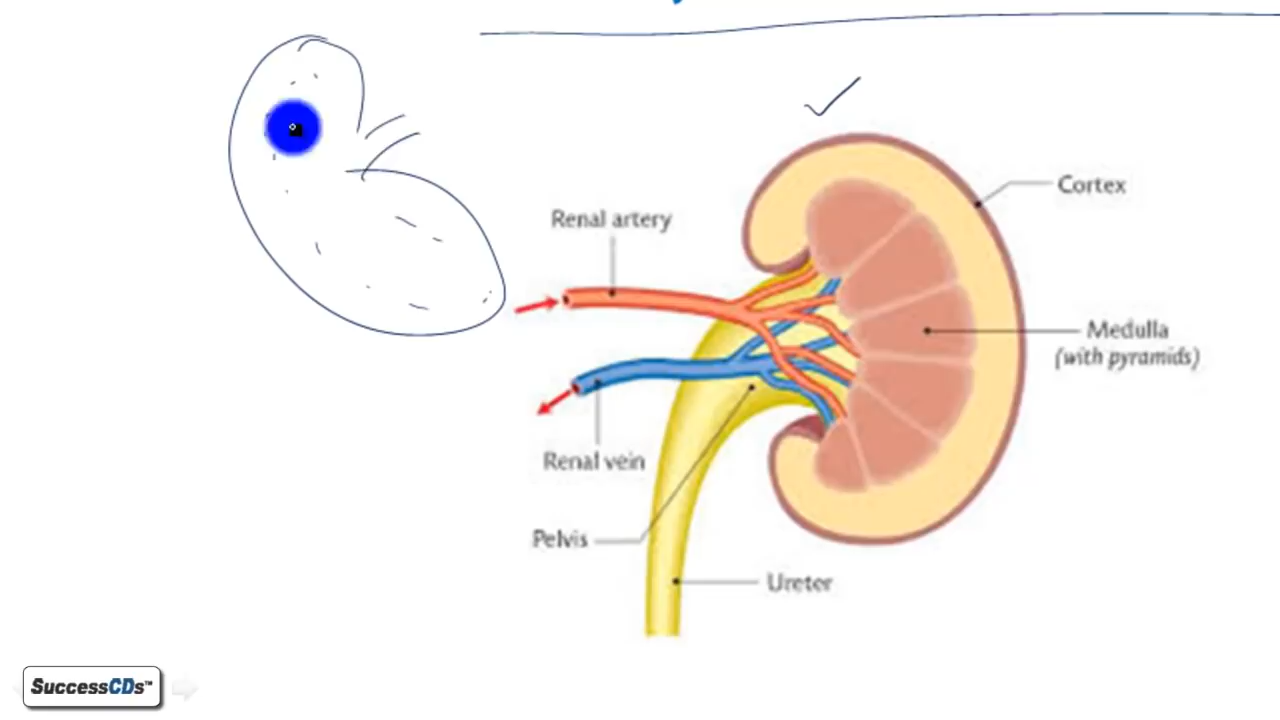 Cortex
Renal artery
Medulla
(with pyramids)
Renal vein
Pelvis
Ureter
SuccessCDs™